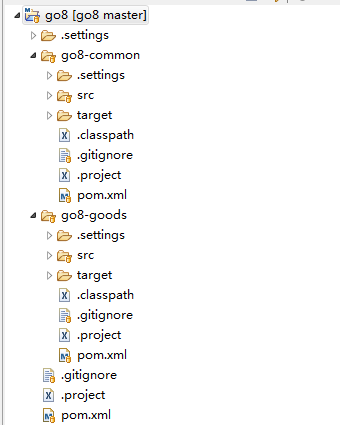 go8 [go8 master]
.settings
go8-common
.settings
src
target
.classpath
.gitignore
.project
pom.xml
go8-goods
.settings
src
target
.classpath
.gitignore
.project
pom.xml
.gitignore
.project
pom.xml